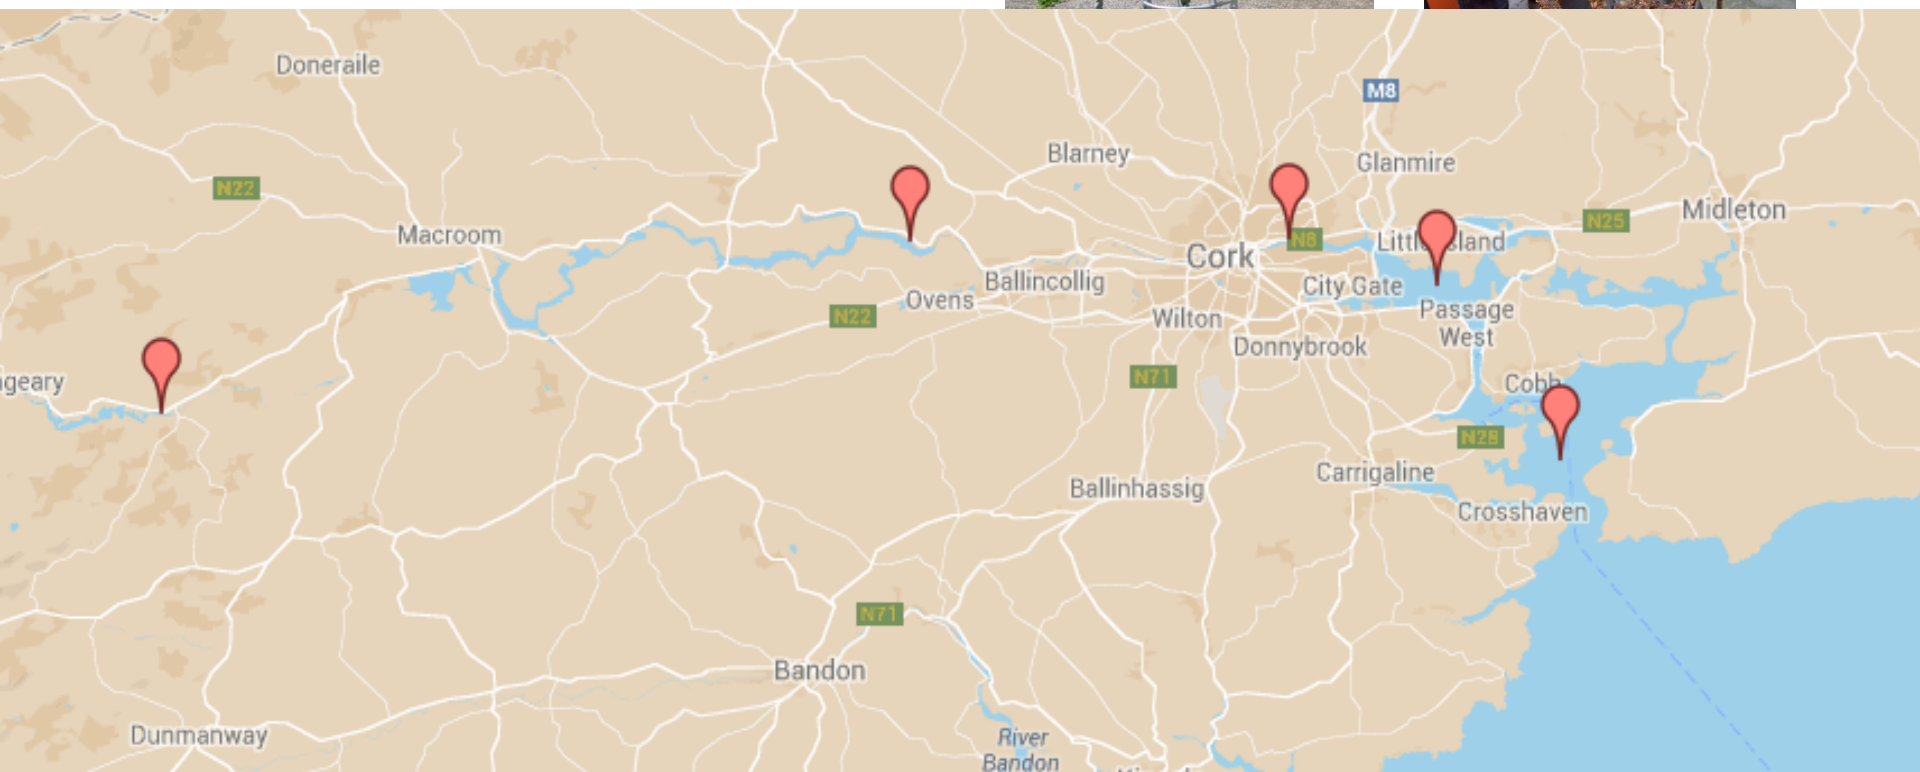 Doneraile
M8
Blarney
Glanmire
N22
Midleton
Macroom
N25
N8
Cork
Ballincollig
City Gate
Ovens
N22
Wilton
Passage
West
Donnybrook
N71
Cobh
N28
Carrigaline
Ballinhassig
Crosshaven
N71
Bandon
Dunmanway
River
Bandon